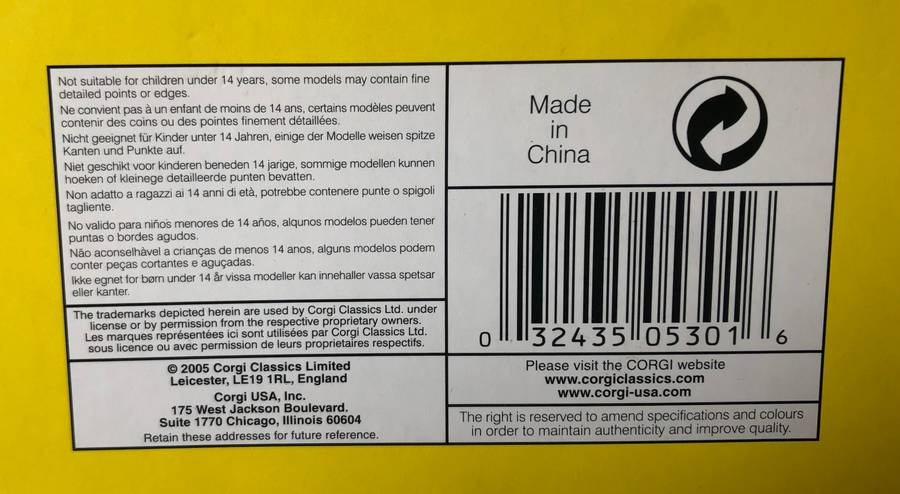 Not suitable for children under 14 years, some models may contain fine
detailed points or edges.
Ne convient pas à un enfant de moins de 14 ans, certains modèles peuvent
contenir des coins ou des pointes finement détaillées.
Nicht geeignet für Kinder unter 14 Jahren, einige der Modelle weisen spitze
Kanten und Punkte auf.
Niet geschikt voor kinderen beneden 14 jarige, sommige modellen kunnen
hoeken of kleinege detailleerde punten bevatten.
Non adatto a ragazzi ai 14 anni di età, potrebbe contenere punte o spigoli
tagliente.
No valido para niños menores de 14 años, alqunos modelos pueden tener
puntas o bordes agudos.
Não aconselhàvel a crianças de menos 14 anos, alguns modelos podem
conter peças cortantes e aguçadas.
Ikke egnet for børn under 14 år vissa modeller kan innehaller vassa spetsar
eller kanter.
The trademarks depicted herein are used by Corgi Classics Ltd. under
license or by permission from the respective proprietary owners.
Les marques représentées ici sont utilisées par Corgi Classics Ltd.
sous licence ou avec permission de leurs proprietaires respectifs.
© 2005 Corgi Classics Limited
Leicester, LE19 1RL, England
Corgi USA, Inc.
175 West Jackson Boulevard.
Suite 1770 Chicago, Illinois 60604
Retain these addresses for future reference.
Made
in
China
0 32435 05301 6
Please visit the CORGI website
www.corgiclassics.com
www.corgi-usa.com
The right is reserved to amend specifications and colours
in order to maintain authenticity and improve quality.